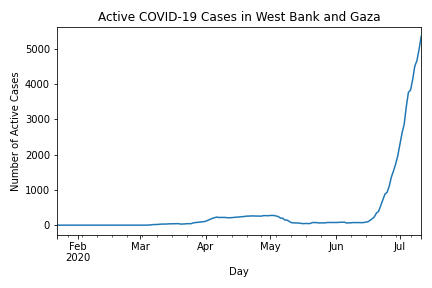 Active COVID-19 Cases in West Bank and Gaza
Number of Active Cases
5000
4000
3000
2000
1000
0
Feb Mar Apr May Jun Jul
2020
Day